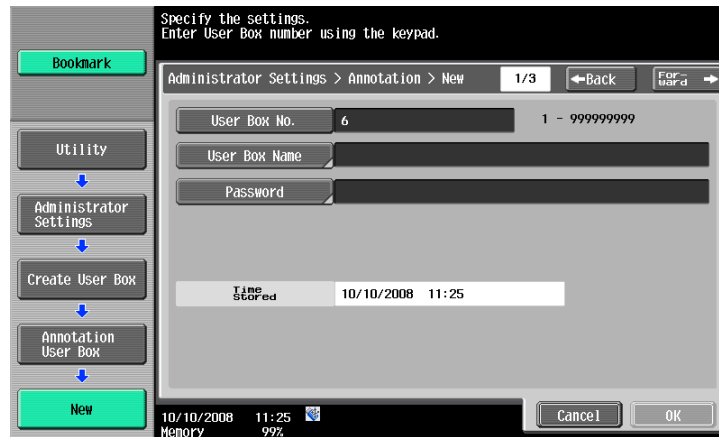 Specify the settings.
Enter User Box number using the keypad.
Bookmark
Administrator Settings > Annotation > New
1/3
←Back
For-
ward →
User Box No.
6
1 - 999999999
User Box Name
Password
Time
Stored
10/10/2008 11:25
Utility
Administrator
Settings
Create User Box
Annotation
User Box
New
10/10/2008 11:25
Memory 99%
Cancel
OK